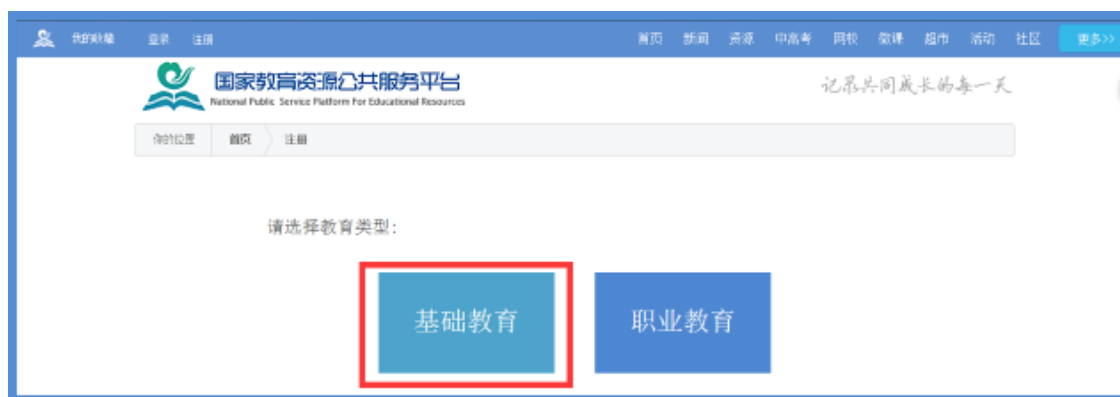 我的收藏 登录 注册 首页 新闻 资源 中高考 网校 微课 超市 活动 社区 更多>>
国家教育资源公共服务平台
National Public Service Platform For Educational Resources
记录共同成长的每一天
你的位置 首页 注册
请选择教育类型：
基础教育 职业教育